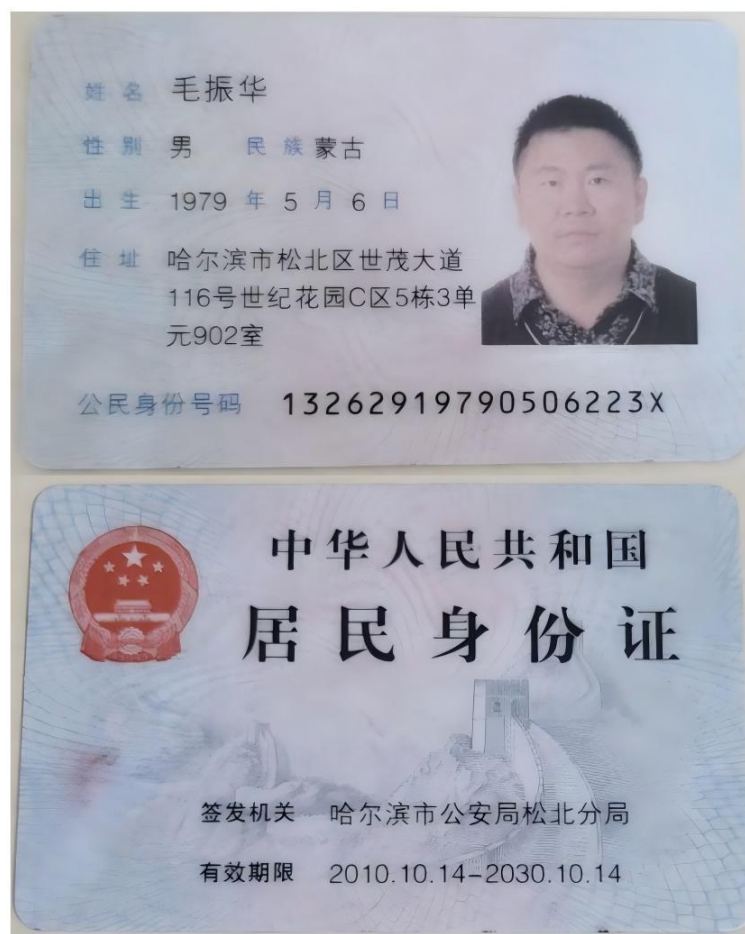 姓名 毛振华
性别 男 民族 蒙古
出生 1979 年 5 月 6 日
住址 哈尔滨市松北区世茂大道
116号世纪花园C区5栋3单
元902室
公民身份号码 13262919790506223X
中华人民共和国
居民身份证
签发机关 哈尔滨市公安局松北分局
有效期限 2010.10.14-2030.10.14